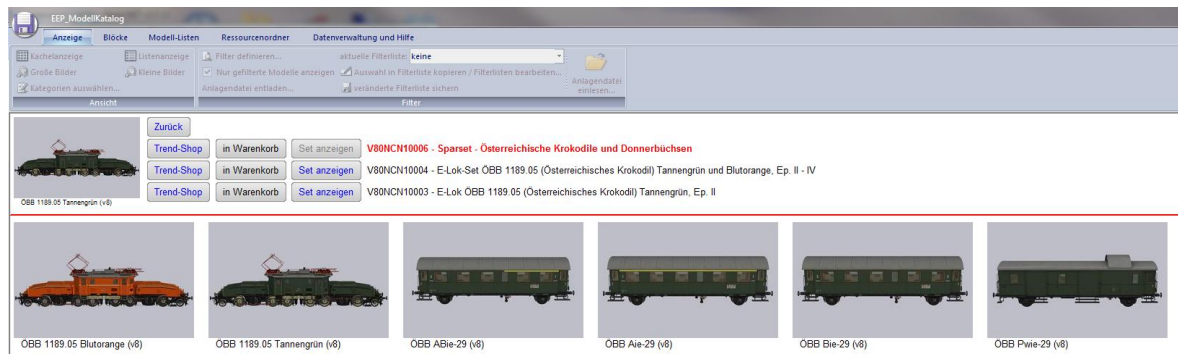 EEP_ModellKatalog
Anzeige Blöcke Modell-Listen Ressourcenordner Datenverwaltung und Hilfe
Kachelanzeige Listenanzeige Filter definieren... aktuelle Filterliste: keine
Große Bilder Kleine Bilder Nur gefilterte Modelle anzeigen Auswahl in Filterliste kopieren / Filterlisten bearbeiten...
Kategorien auswählen... Anlagendatei entladen... veränderte Filterliste sichern Anlagendatei einlesen...
Ansicht Filter
Zurück
Trend-Shop in Warenkorb Set anzeigen V80NCN10006 - Sparset - Österreichische Krokodile und Donnerbüchsen
Trend-Shop in Warenkorb Set anzeigen V80NCN10004 - E-Lok-Set ÖBB 1189.05 (Österreichisches Krokodil) Tannengrün und Blutorange, Ep. II - IV
Trend-Shop in Warenkorb Set anzeigen V80NCN10003 - E-Lok ÖBB 1189.05 (Österreichisches Krokodil) Tannengrün, Ep. II
ÖBB 1189.05 Tannengrün (v8)
ÖBB 1189.05 Blutorange (v8) ÖBB 1189.05 Tannengrün (v8) ÖBB ABie-29 (v8) ÖBB Aie-29 (v8) ÖBB Bie-29 (v8) ÖBB Pwie-29 (v8)